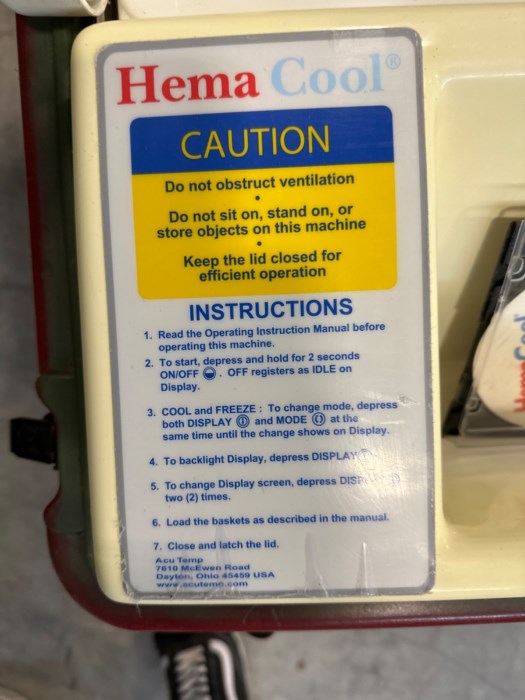 Hema Cool®
CAUTION
Do not obstruct ventilation
•
Do not sit on, stand on, or
store objects on this machine
•
Keep the lid closed for
efficient operation
INSTRUCTIONS
1. Read the Operating Instruction Manual before
operating this machine.
2. To start, depress and hold for 2 seconds
ON/OFF . OFF registers as IDLE on
Display.
3. COOL and FREEZE : To change mode, depress
both DISPLAY and MODE at the
same time until the change shows on Display.
4. To backlight Display, depress DISPLAY
5. To change Display screen, depress
two (2) times.
6. Load the baskets as described in the manual.
7. Close and latch the lid.
Acu Temp
7610 McEwen Road
Dayton, Ohio 45459 USA
www.acutemp.com